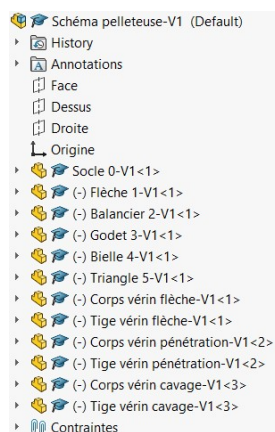 Schéma pelleteuse-V1 (Default)
History
Annotations
Face
Dessus
Droite
Origine
Socle 0-V1<1>
(-) Flèche 1-V1<1>
(-) Balancier 2-V1<1>
(-) Godet 3-V1<1>
(-) Bielle 4-V1<1>
(-) Triangle 5-V1<1>
(-) Corps vérin flèche-V1<1>
(-) Tige vérin flèche-V1<1>
(-) Corps vérin pénétration-V1<2>
(-) Tige vérin pénétration-V1<2>
(-) Corps vérin cavage-V1<3>
(-) Tige vérin cavage-V1<3>
Contraintes